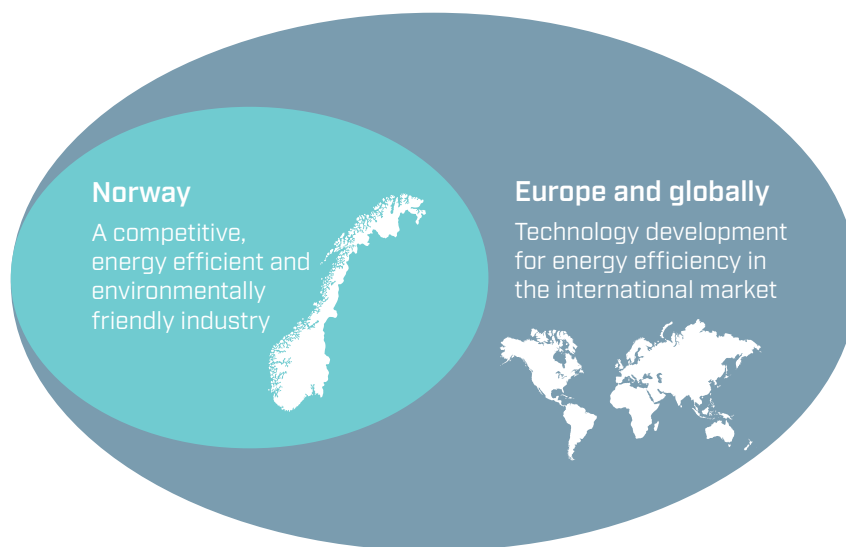 Norway
A competitive,
energy efficient and
environmentally
friendly industry
Europe and globally
Technology development
for energy efficiency in
the international market